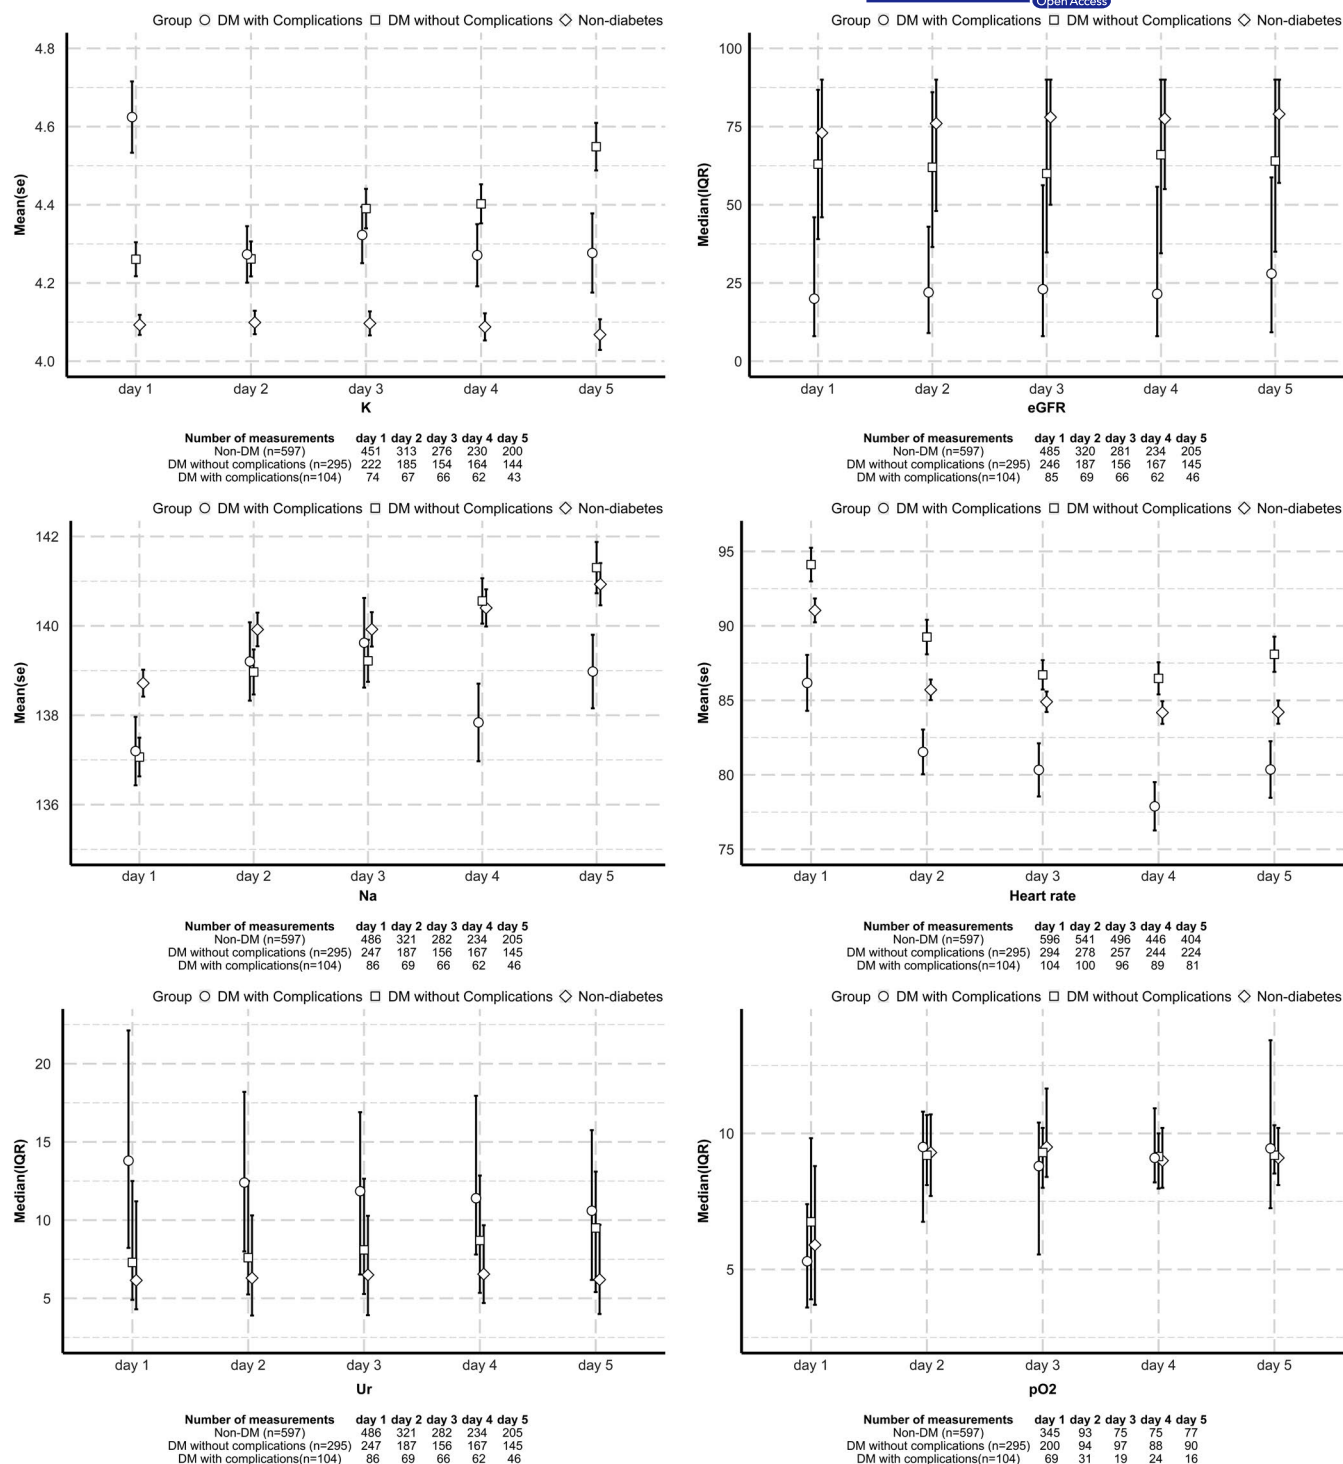 Open Access
Group DM with Complications DM without Complications Non-diabetes
4.8
4.6
4.4
4.2
4.0
Mean(se)
day 1 day 2 day 3 day 4 day 5
K
Number of measurements day 1 day 2 day 3 day 4 day 5
Non-DM (n=597) 451 313 276 230 200
DM without complications (n=295) 222 185 154 164 144
DM with complications(n=104) 74 67 66 62 43
Group DM with Complications DM without Complications Non-diabetes
100
75
50
25
0
Median(IQR)
day 1 day 2 day 3 day 4 day 5
eGFR
Number of measurements day 1 day 2 day 3 day 4 day 5
Non-DM (n=597) 485 320 281 234 205
DM without complications (n=295) 246 187 156 167 145
DM with complications(n=104) 85 69 66 62 46
Group DM with Complications DM without Complications Non-diabetes
142
140
138
136
Mean(se)
day 1 day 2 day 3 day 4 day 5
Na
Number of measurements day 1 day 2 day 3 day 4 day 5
Non-DM (n=597) 486 321 282 234 205
DM without complications (n=295) 247 187 156 167 145
DM with complications(n=104) 86 69 66 62 46
Group DM with Complications DM without Complications Non-diabetes
95
90
85
80
75
Mean(se)
day 1 day 2 day 3 day 4 day 5
Heart rate
Number of measurements day 1 day 2 day 3 day 4 day 5
Non-DM (n=597) 596 541 496 446 404
DM without complications (n=295) 294 278 257 244 224
DM with complications(n=104) 104 100 96 89 81
Group DM with Complications DM without Complications Non-diabetes
20
15
10
5
Median(IQR)
day 1 day 2 day 3 day 4 day 5
Ur
Number of measurements day 1 day 2 day 3 day 4 day 5
Non-DM (n=597) 486 321 282 234 205
DM without complications (n=295) 247 187 156 167 145
DM with complications(n=104) 86 69 66 62 46
Group DM with Complications DM without Complications Non-diabetes
10
5
Median(IQR)
day 1 day 2 day 3 day 4 day 5
pO2
Number of measurements day 1 day 2 day 3 day 4 day 5
Non-DM (n=597) 345 93 75 75 77
DM without complications (n=295) 200 94 97 88 90
DM with complications(n=104) 69 31 19 24 16